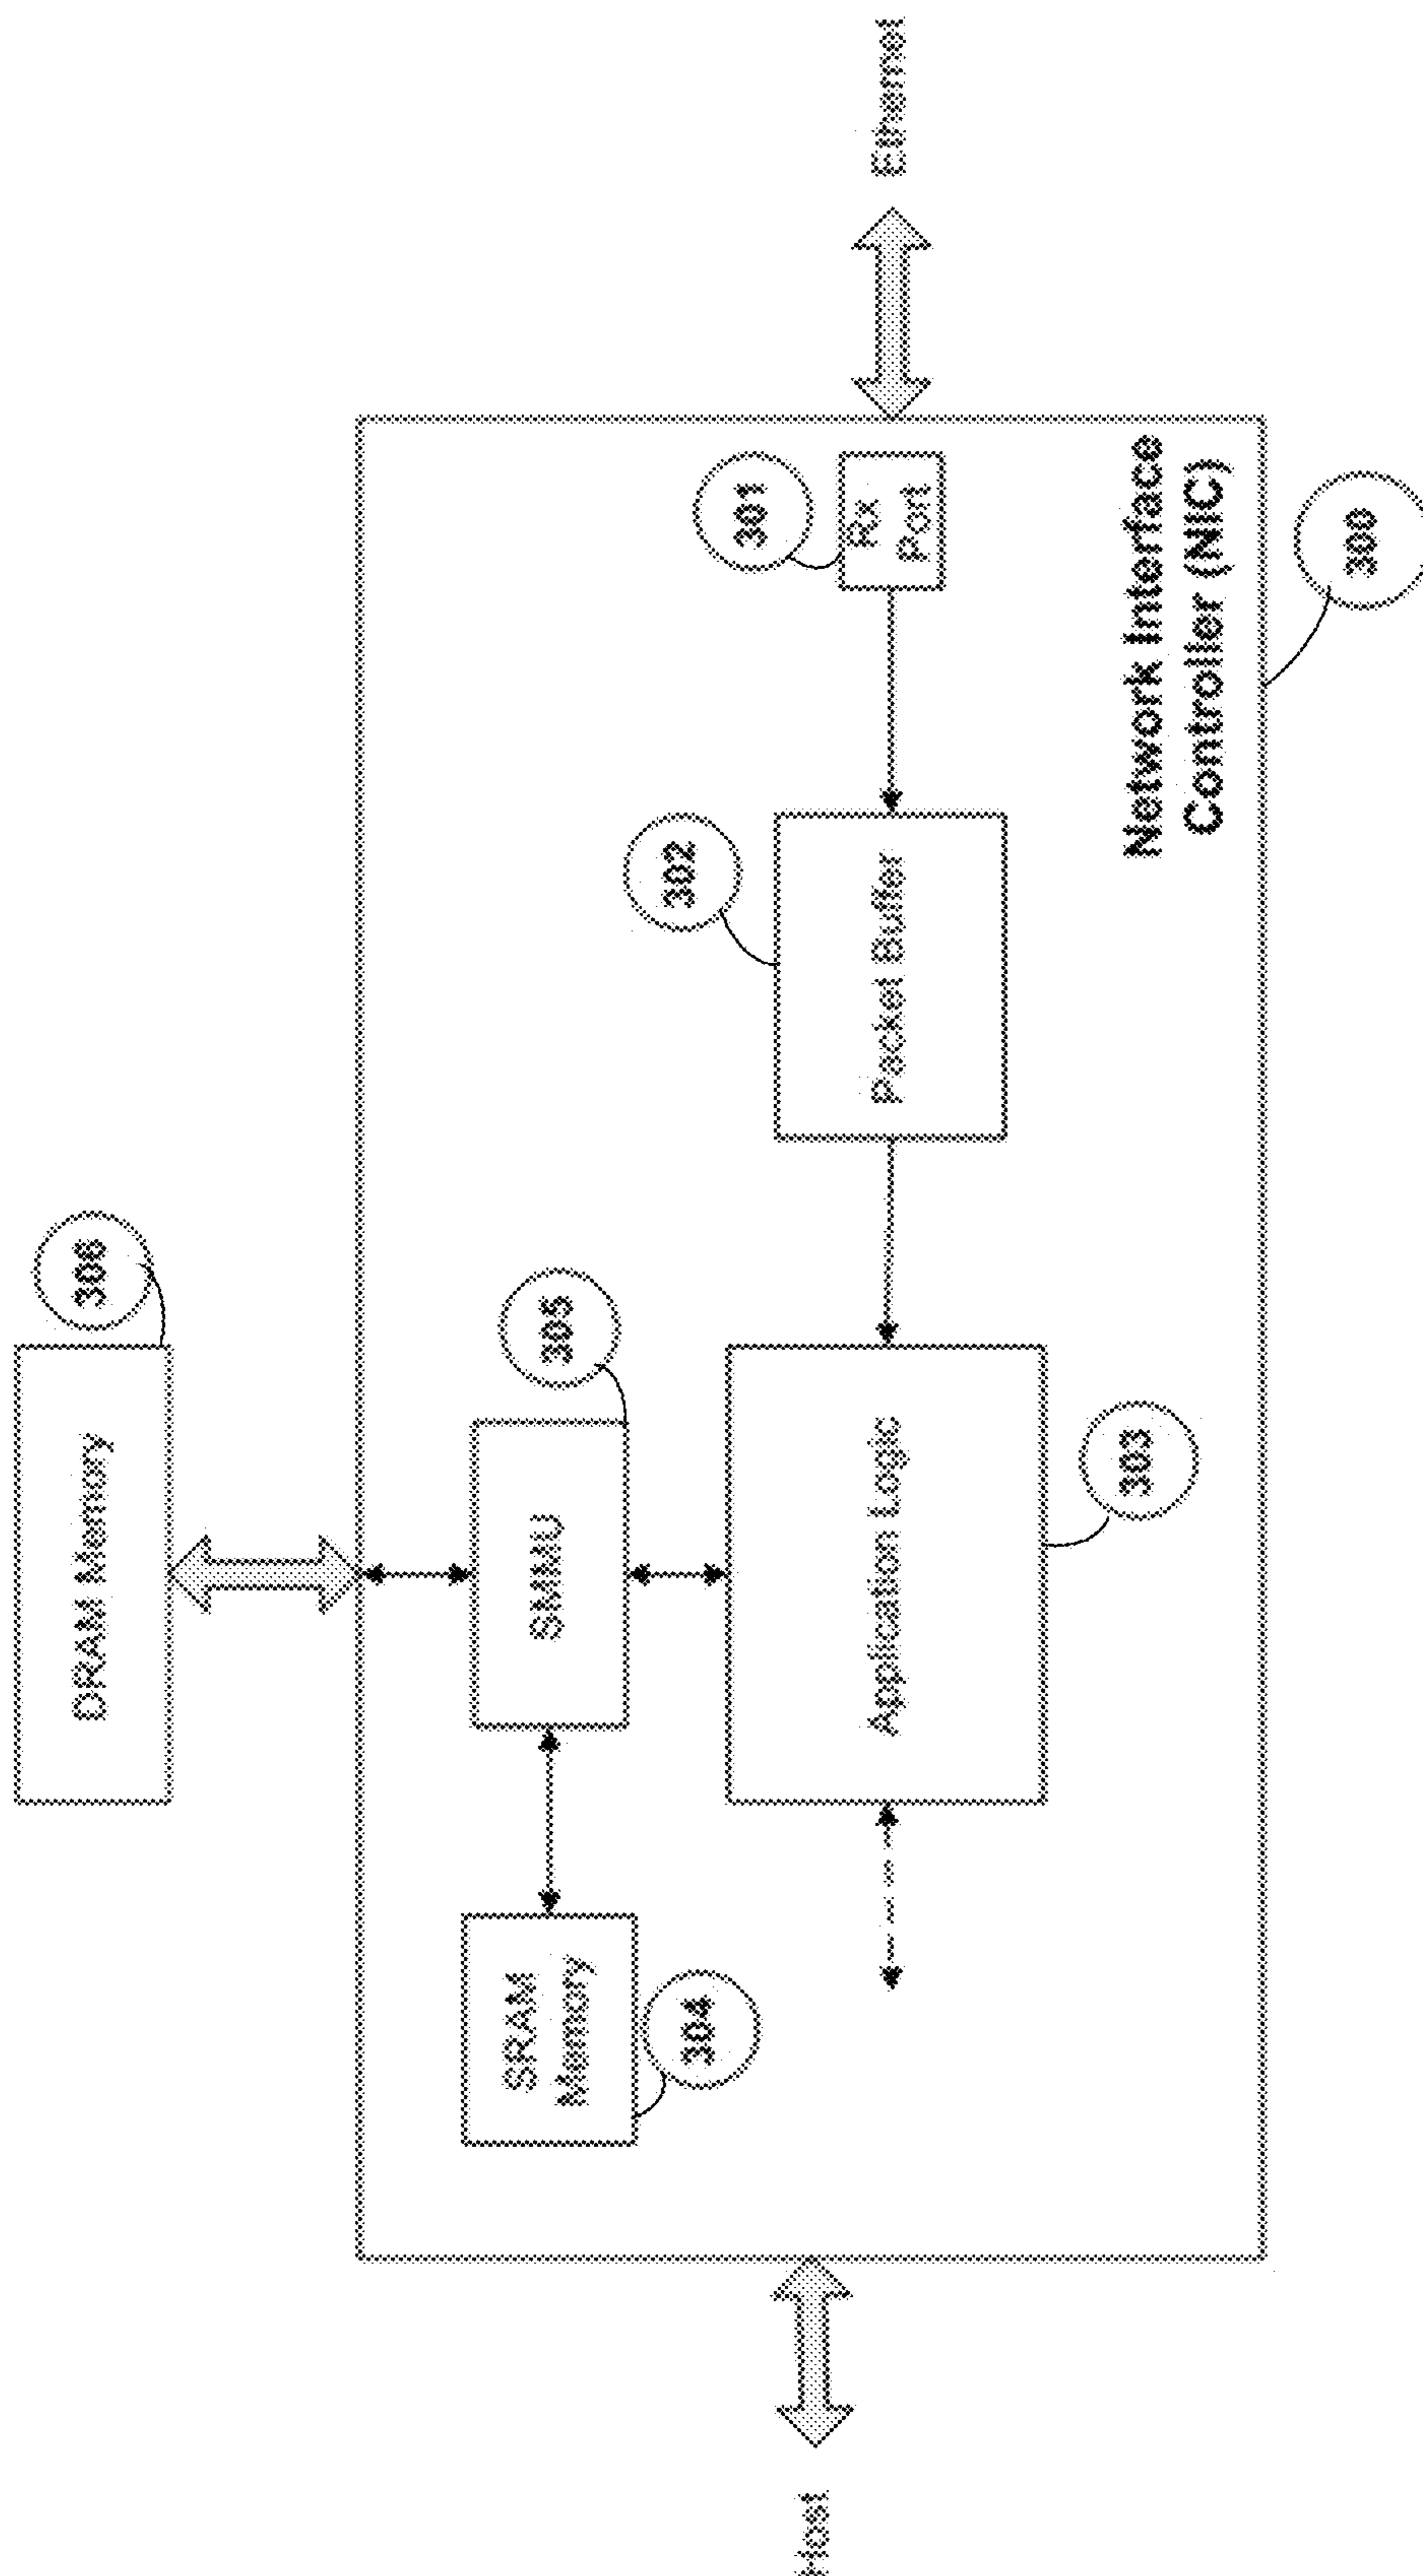 DRAM Memory
306
SRAM
Memory
304
SMMU
305
Host
Application Logic
303
Packet Buffer
302
Rx
Port
301
Ethernet
Network Interface
Controller (NIC)
300